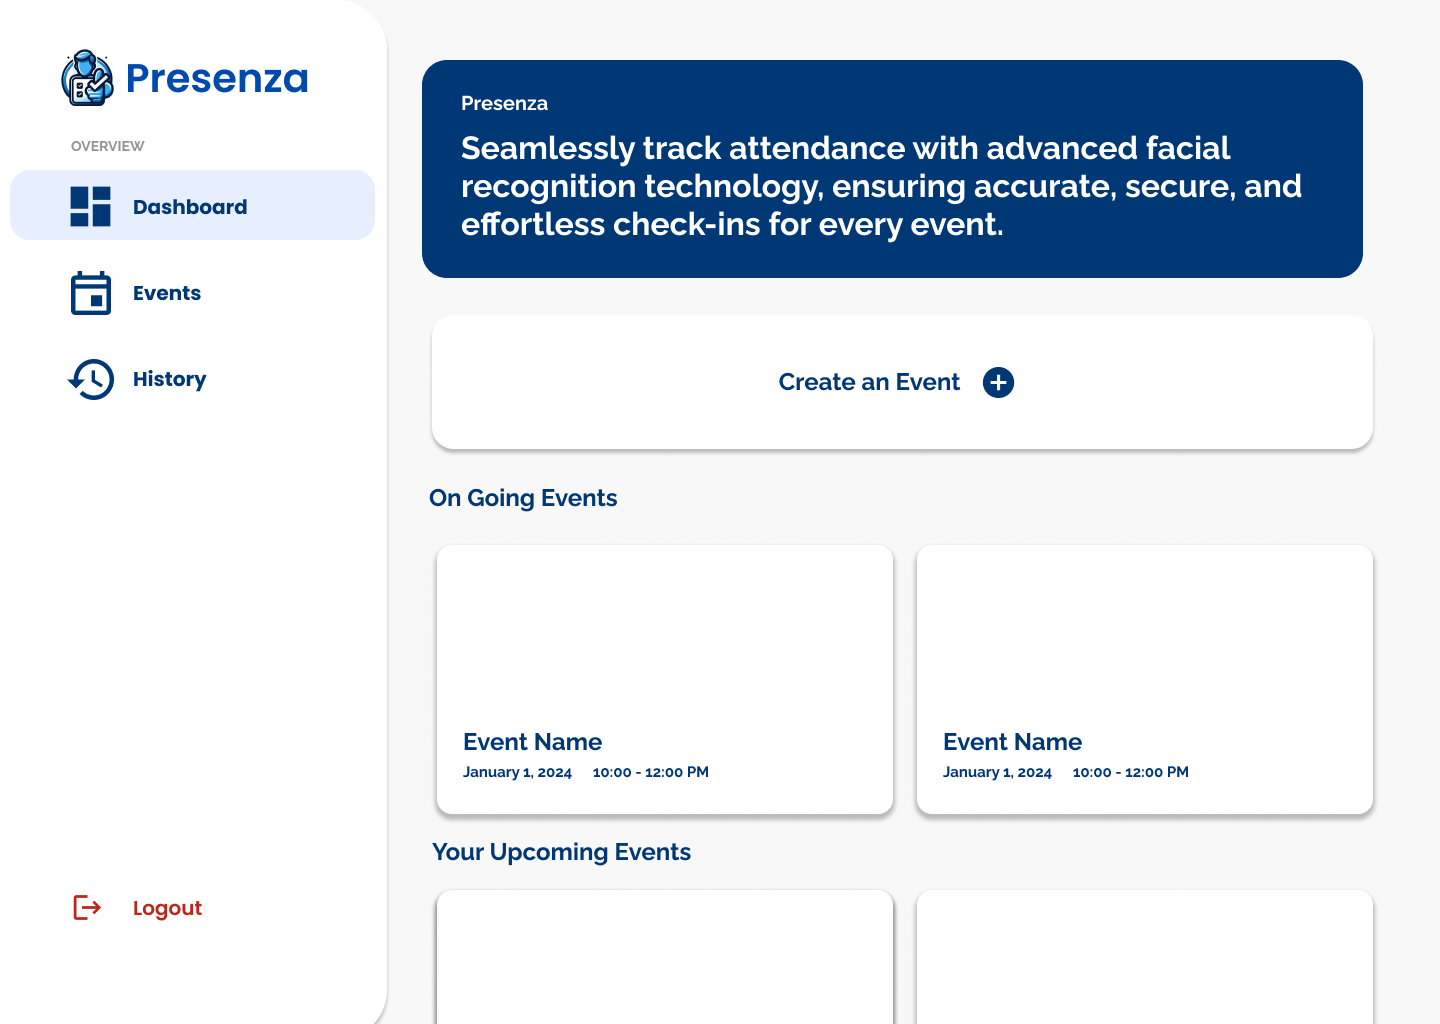 Presenza
OVERVIEW
Dashboard
Events
History
Logout
Presenza
Seamlessly track attendance with advanced facial
recognition technology, ensuring accurate, secure, and
effortless check-ins for every event.
Create an Event
On Going Events
Event Name
January 1, 2024 10:00 - 12:00 PM
Event Name
January 1, 2024 10:00 - 12:00 PM
Your Upcoming Events